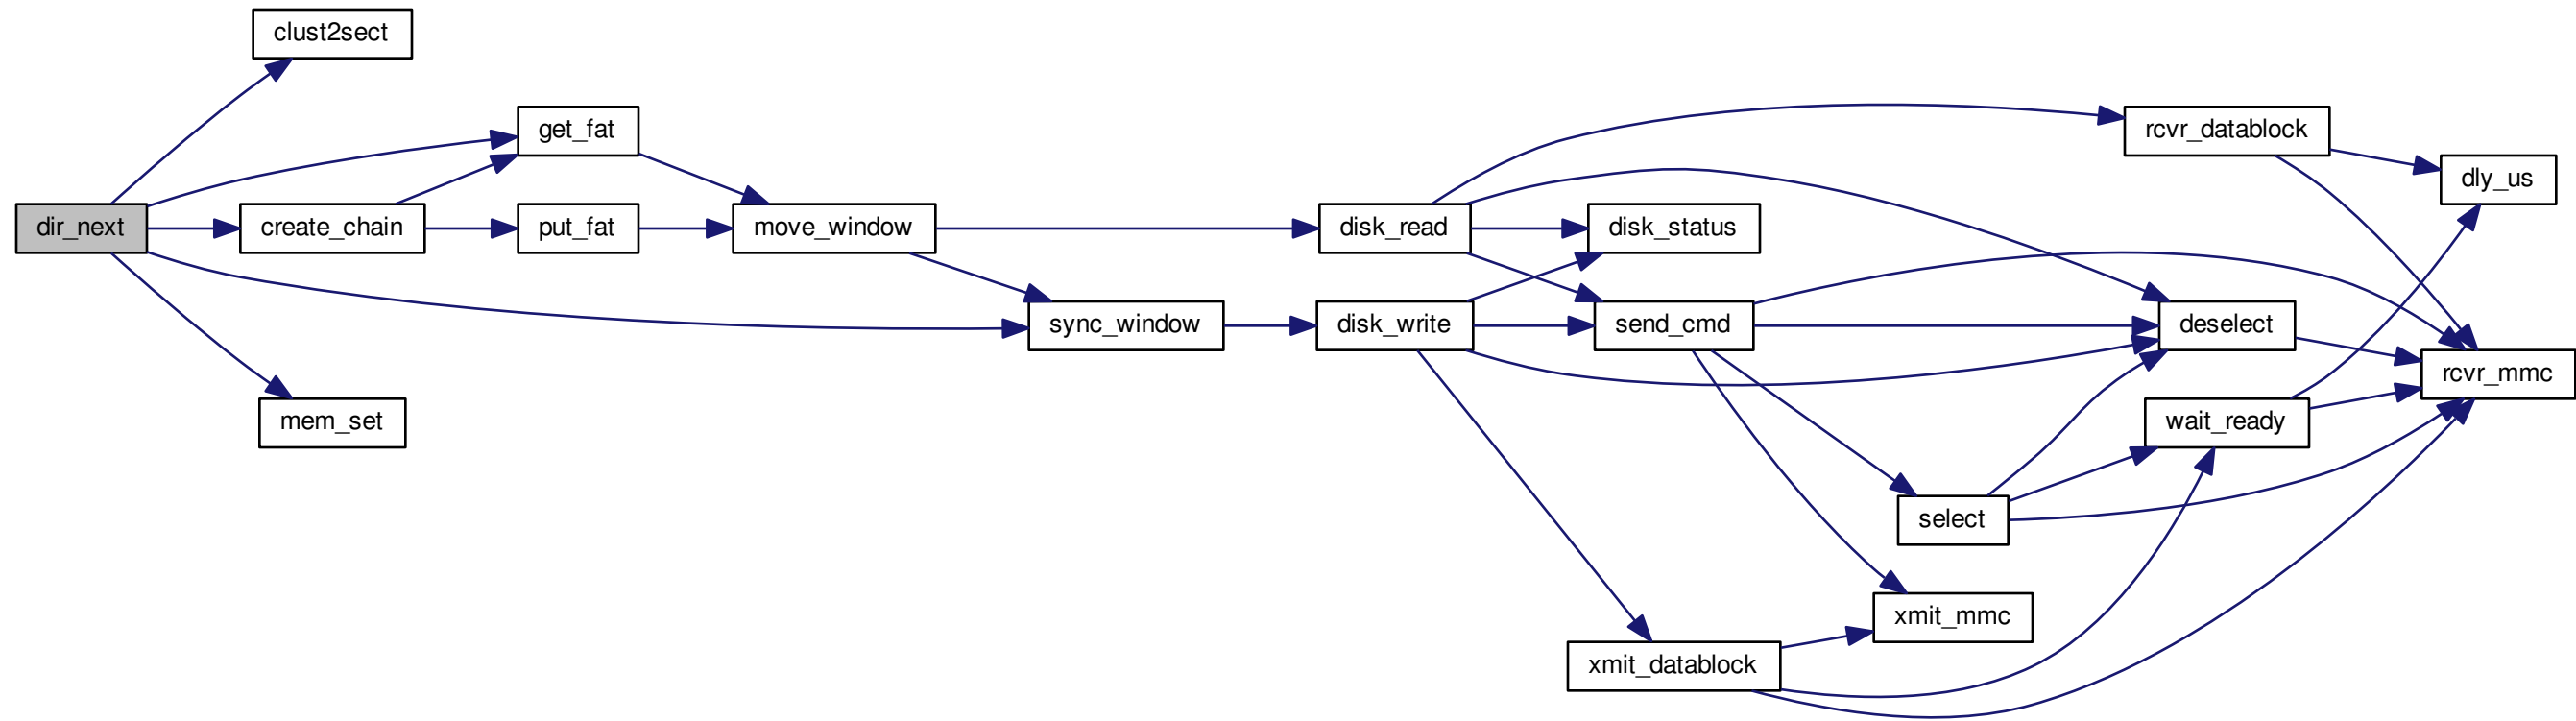 clust2sect
get_fat
rcvr_datablock
dly_us
dir_next
create_chain
put_fat
move_window
disk_read
disk_status
sync_window
disk_write
send_cmd
deselect
rcvr_mmc
mem_set
wait_ready
select
xmit_mmc
xmit_datablock